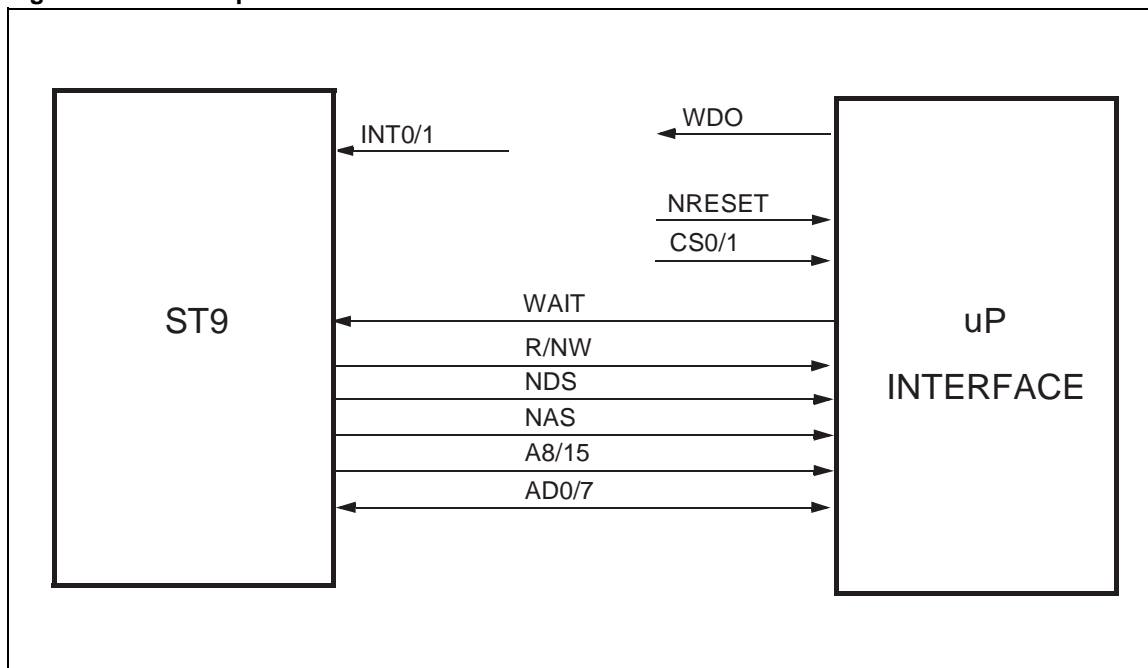 WDO
INT0/1
NRESET
CS0/1
ST9
WAIT
uP
R/NW
INTERFACE
NDS
NAS
A8/15
AD0/7